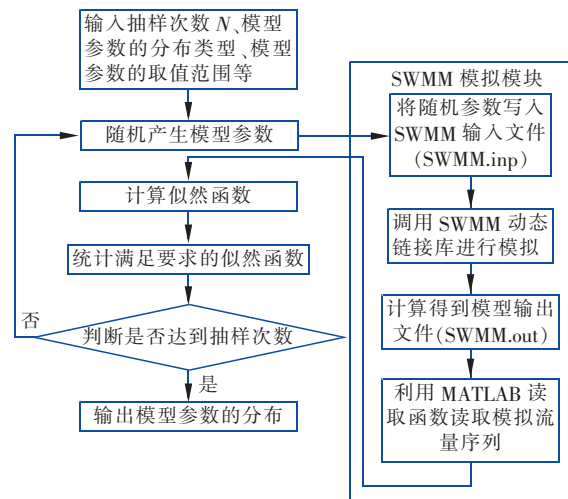 输入抽样次数 N、模型
参数的分布类型、模型
参数的取值范围等
随机产生模型参数
计算似然函数
统计满足要求的似然函数
否
判断是否达到抽样次数
是
输出模型参数的分布
SWMM 模拟模块
将随机参数写入
SWMM 输入文件
(SWMM.inp)
调用 SWMM 动态
链接库进行模拟
计算得到模型输出
文件(SWMM.out)
利用 MATLAB 读
取函数读取模拟流
量序列